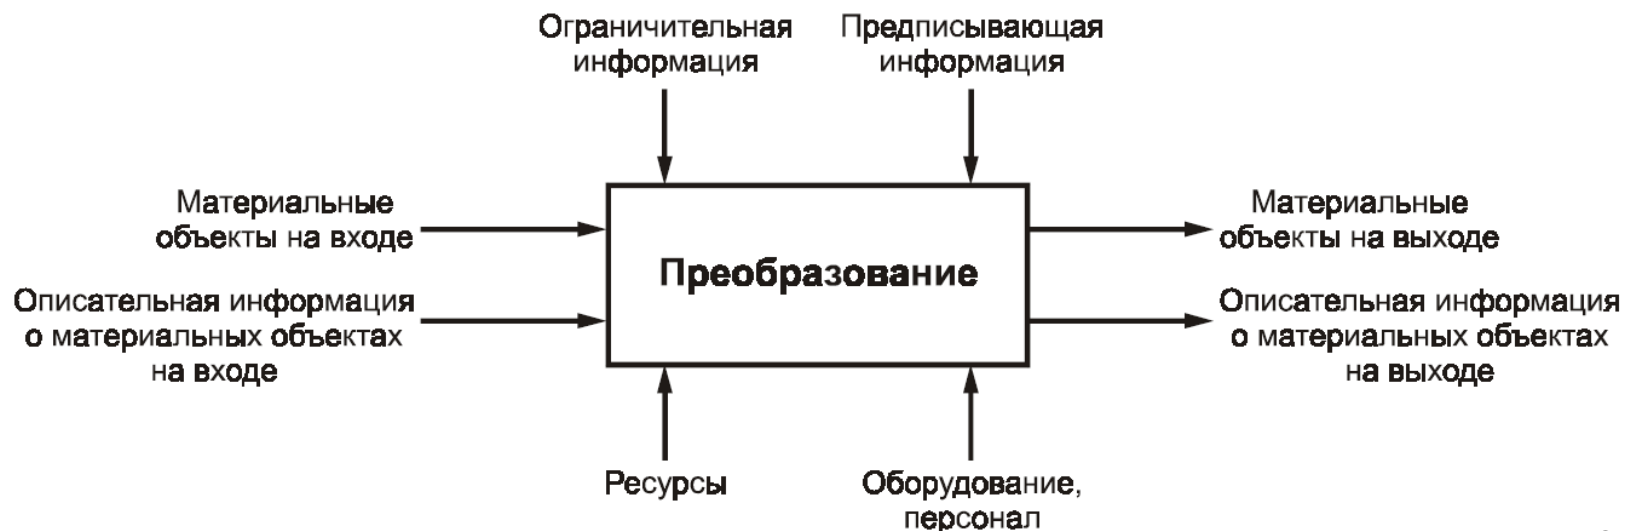 Ограничительная
информация
Предписывающая
информация
Материальные
объекты на входе
Преобразование
Материальные
объекты на выходе
Описательная информация
о материальных объектах
на входе
Описательная информация
о материальных объектах
на выходе
Ресурсы
Оборудование,
персонал